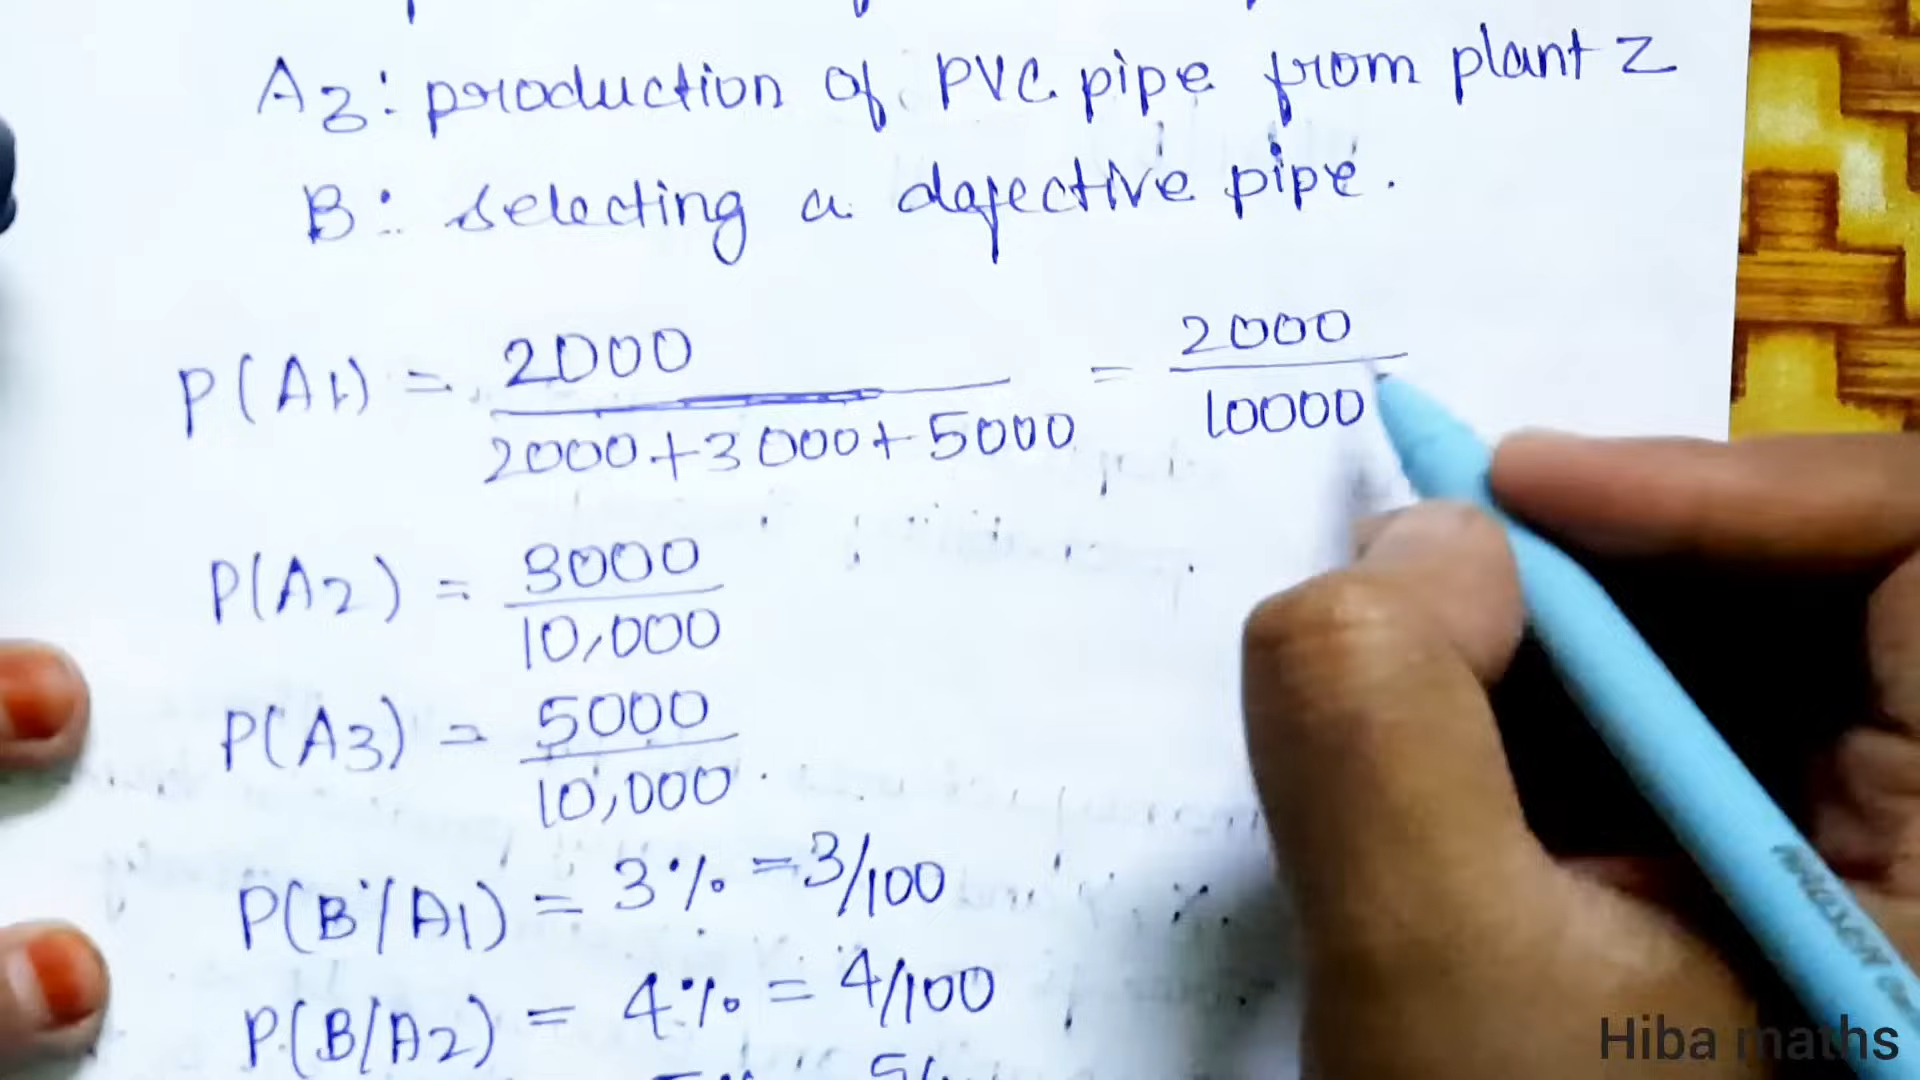 A3: production of PVC pipe from plant Z
B: selecting a defective pipe.
P(A1) = 2000 / 2000+3000+5000 = 2000 / 10000
P(A2) = 3000 / 10,000
P(A3) = 5000 / 10,000.
P(B/A1) = 3% = 3/100
P(B/A2) = 4% = 4/100
Hiba maths